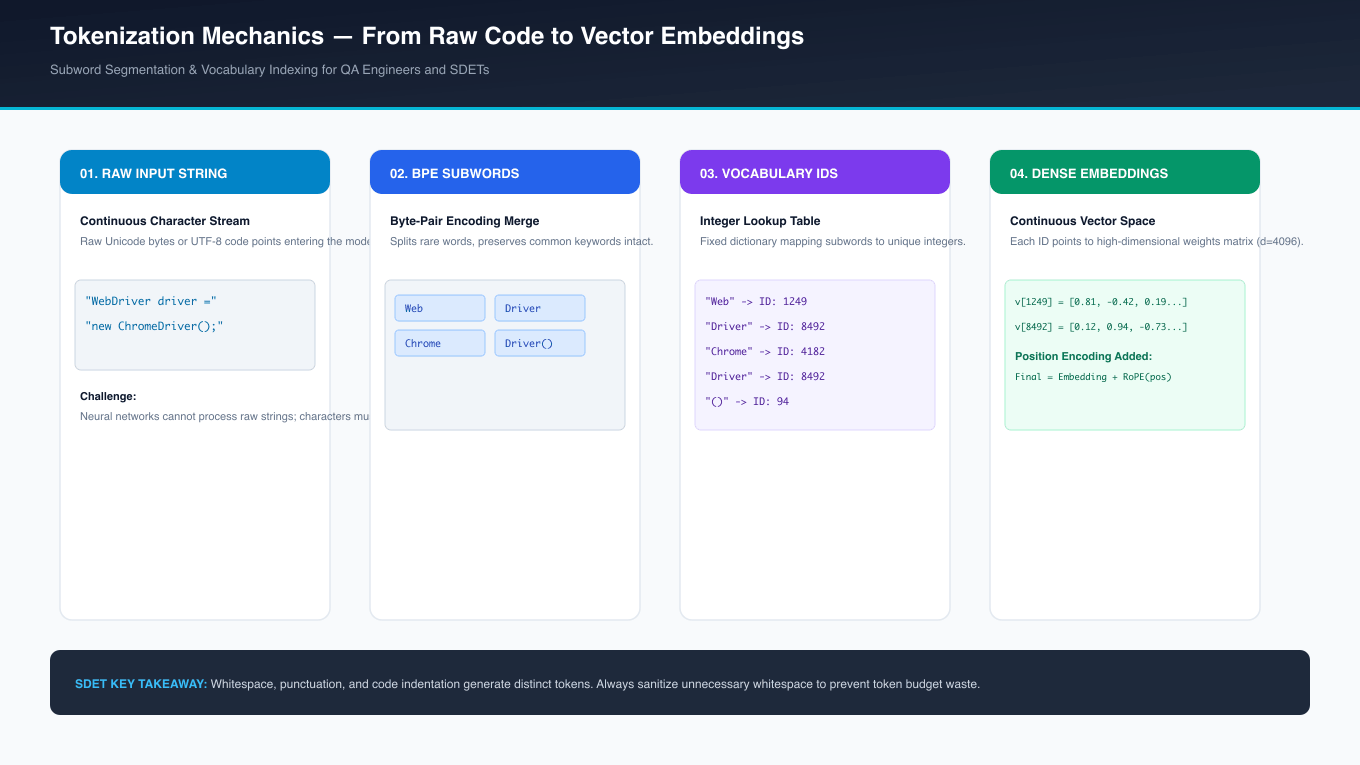 Tokenization Mechanics — From Raw Code to Vector Embeddings
Subword Segmentation & Vocabulary Indexing for QA Engineers and SDETs
01. RAW INPUT STRING
Continuous Character Stream
Raw Unicode bytes or UTF-8 code points entering the
"WebDriver driver ="
"new ChromeDriver();"
Challenge:
Neural networks cannot process raw strings; characters
02. BPE SUBWORDS
Byte-Pair Encoding Merge
Splits rare words, preserves common keywords intact.
Web
Driver
Chrome
Driver()
03. VOCABULARY IDS
Integer Lookup Table
Fixed dictionary mapping subwords to unique integers.
"Web" -> ID: 1249
"Driver" -> ID: 8492
"Chrome" -> ID: 4182
"Driver" -> ID: 8492
"()" -> ID: 94
04. DENSE EMBEDDINGS
Continuous Vector Space
Each ID points to high-dimensional weights matrix (d=4096).
v[1249] = [0.81, -0.42, 0.19...]
v[8492] = [0.12, 0.94, -0.73...]
Position Encoding Added:
Final = Embedding + RoPE(pos)
SDET KEY TAKEAWAY: Whitespace, punctuation, and code indentation generate distinct tokens. Always sanitize unnecessary whitespace to prevent token budget waste.